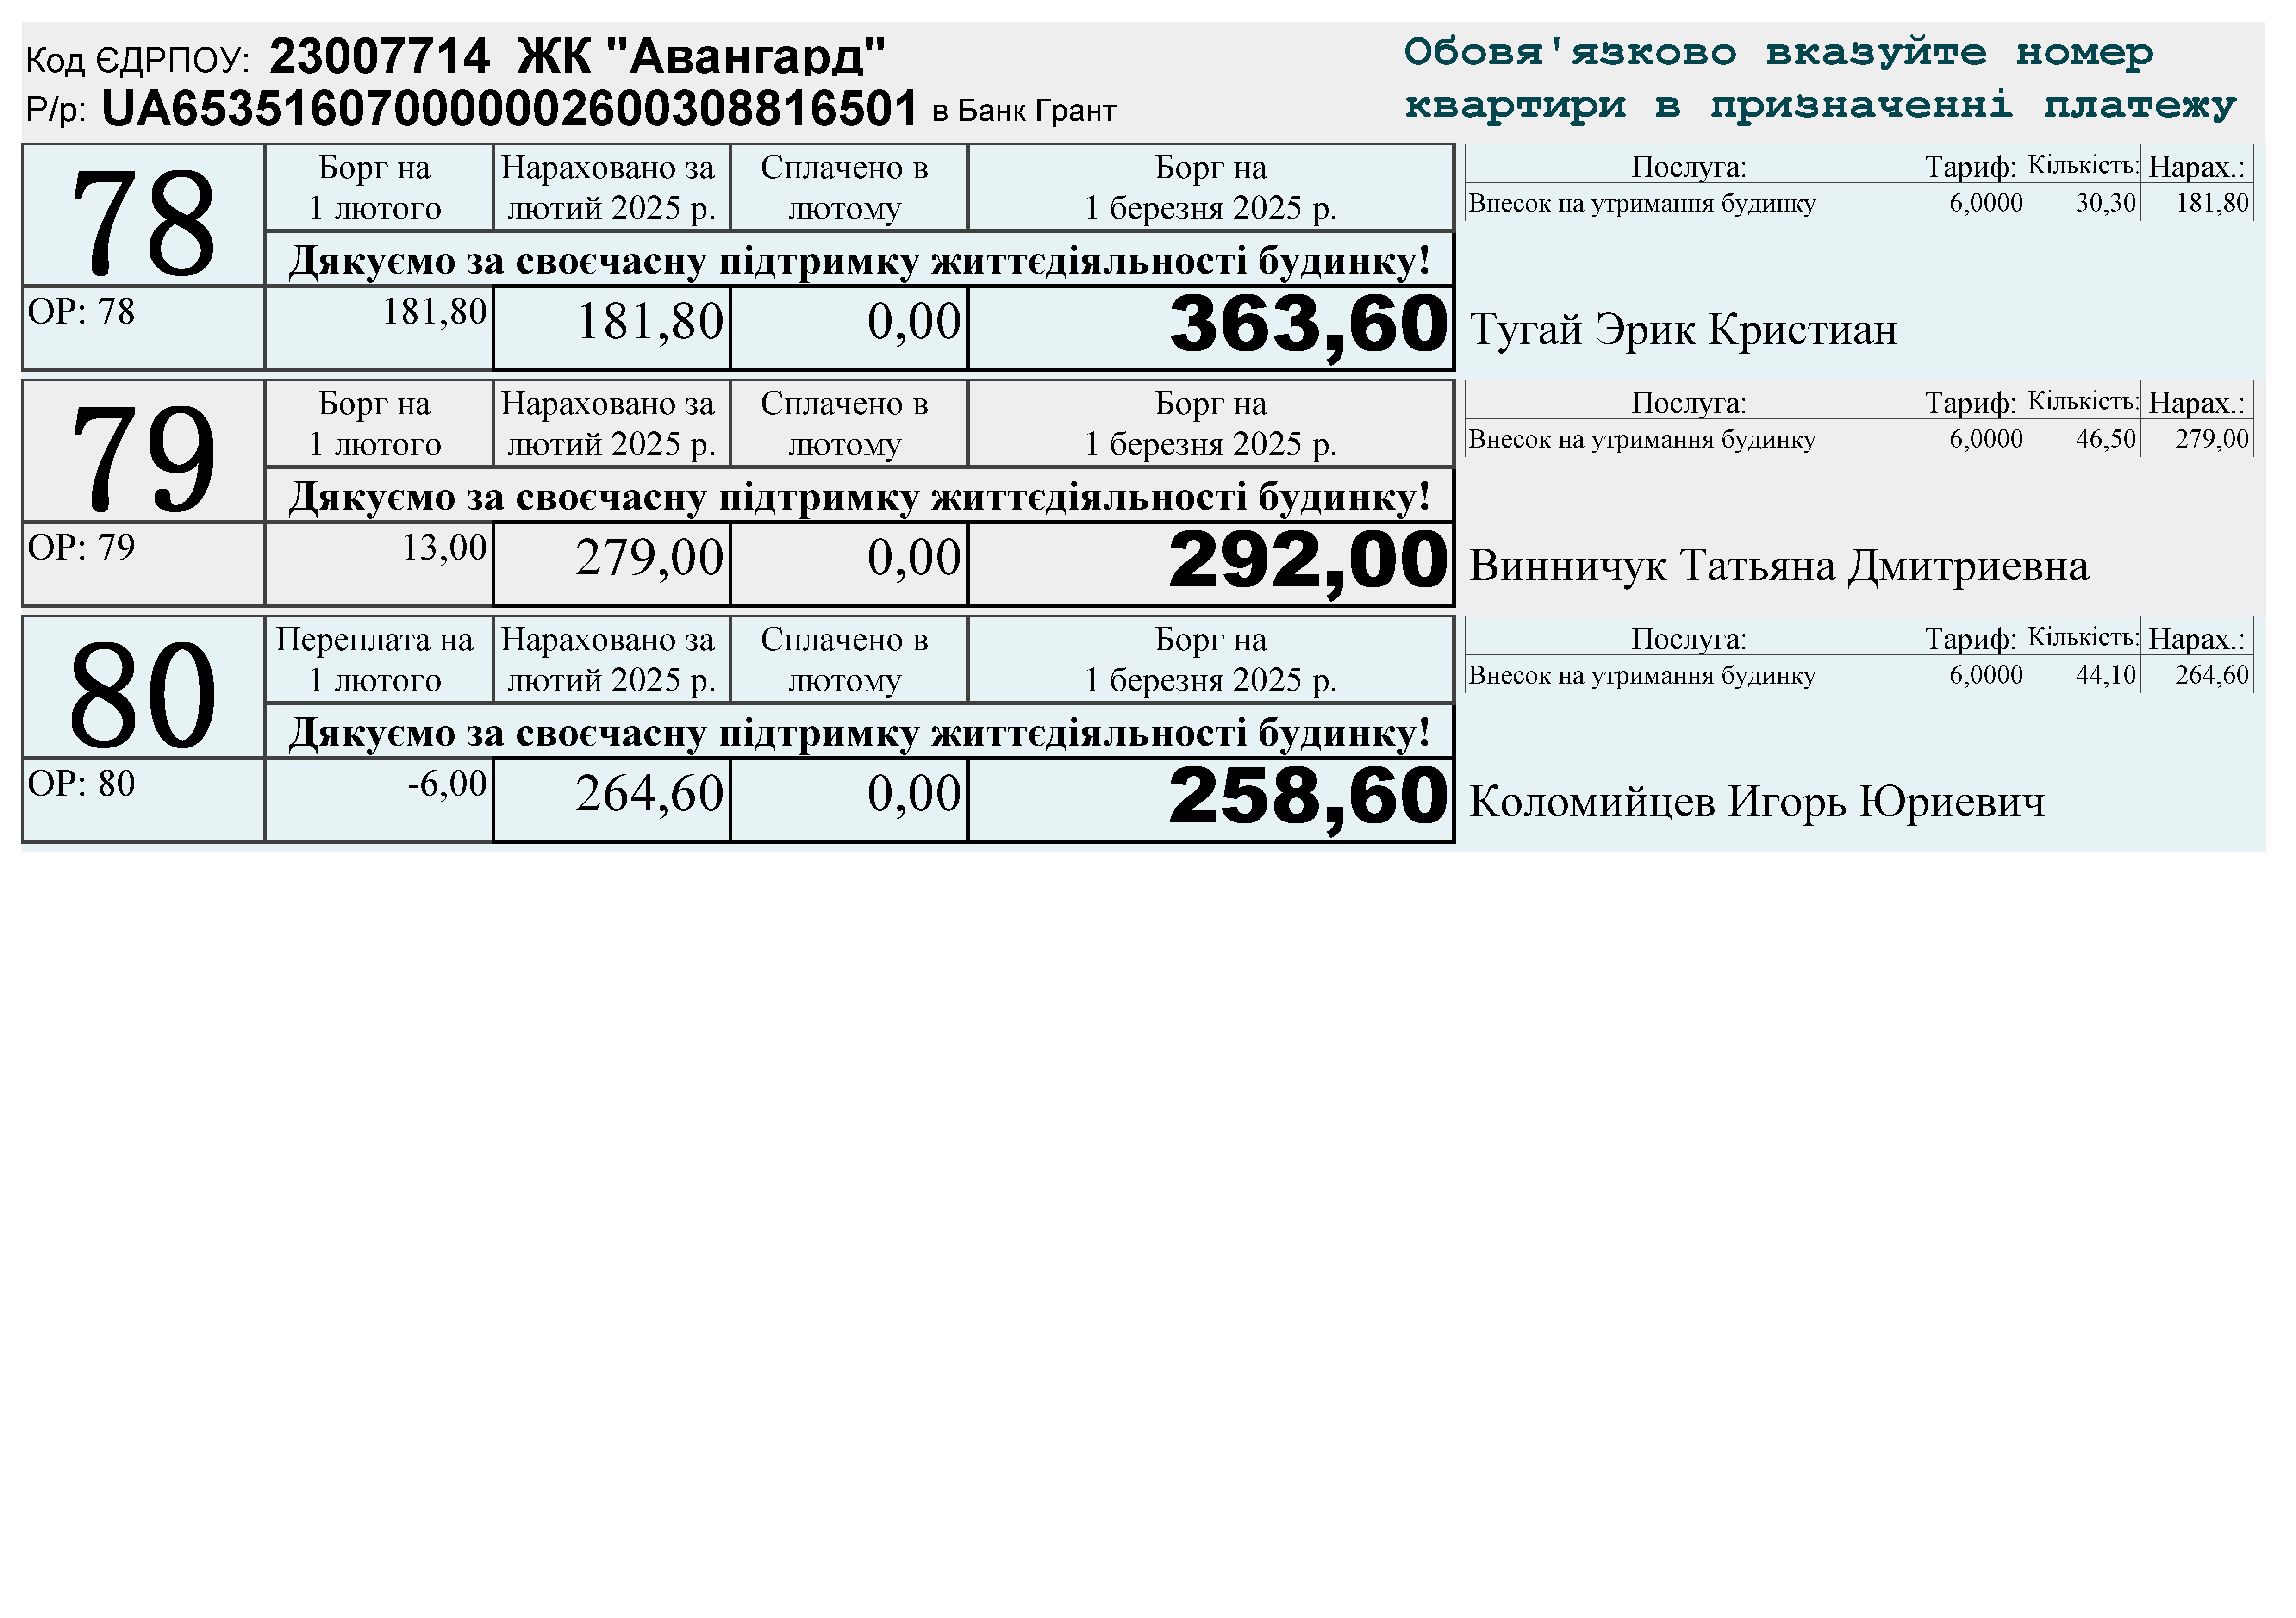 Код ЄДРПОУ: 23007714 ЖК "Авангард"
Р/р: UA653516070000002600308816501 в Банк Грант
Обовя'язково вказуйте номер
квартири в призначенні платежу
78
Борг на
1 лютого
Нараховано за
лютий 2025 р.
Сплачено в
лютому
Борг на
1 березня 2025 р.
Дякуємо за своєчасну підтримку життєдіяльності будинку!
ОР: 78 181,80 181,80 0,00 363,60
Послуга: Тариф: Кількість: Нарах.:
Внесок на утримання будинку 6,0000 30,30 181,80
Тугай Эрик Кристиан
79
Борг на
1 лютого
Нараховано за
лютий 2025 р.
Сплачено в
лютому
Борг на
1 березня 2025 р.
Дякуємо за своєчасну підтримку життєдіяльності будинку!
ОР: 79 13,00 279,00 0,00 292,00
Послуга: Тариф: Кількість: Нарах.:
Внесок на утримання будинку 6,0000 46,50 279,00
Винничук Татьяна Дмитриевна
80
Переплата на
1 лютого
Нараховано за
лютий 2025 р.
Сплачено в
лютому
Борг на
1 березня 2025 р.
Дякуємо за своєчасну підтримку життєдіяльності будинку!
ОР: 80 -6,00 264,60 0,00 258,60
Послуга: Тариф: Кількість: Нарах.:
Внесок на утримання будинку 6,0000 44,10 264,60
Коломийцев Игорь Юриевич